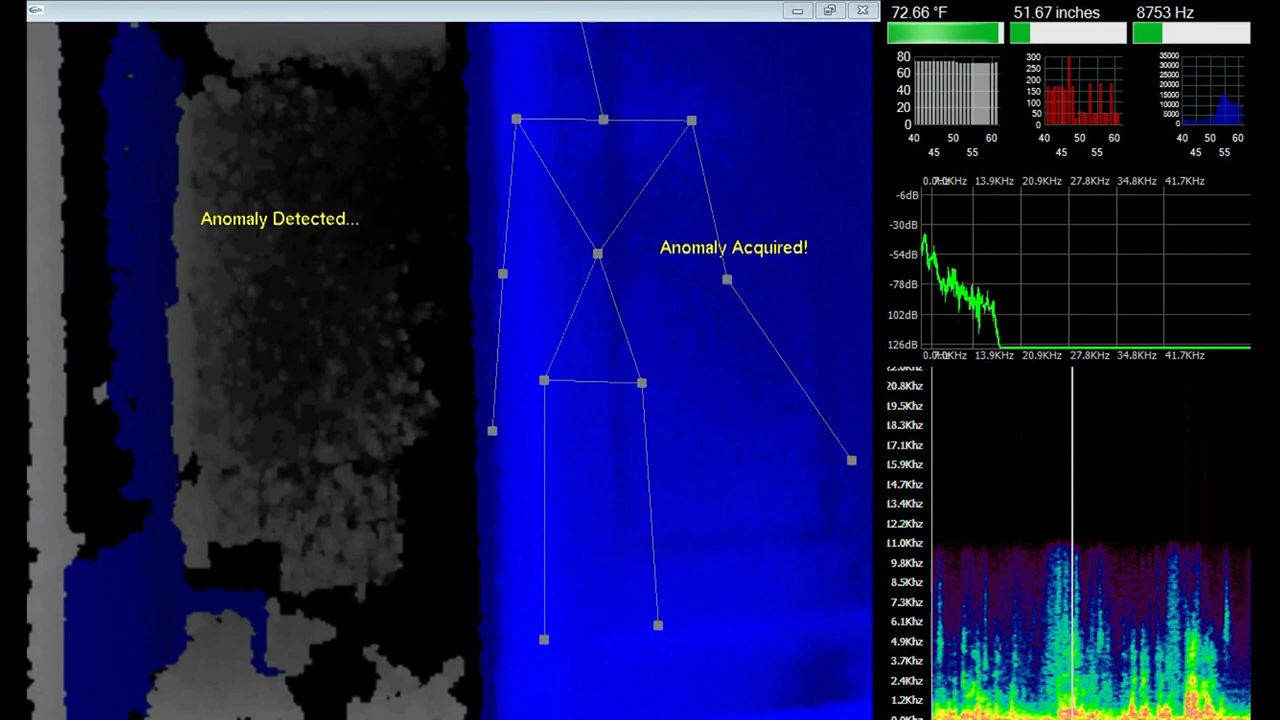 72.66 °F
51.67 inches
8753 Hz
80
60
40
20
0
40
50
60
45
55
300
250
200
150
100
50
0
40
50
60
45
55
35000
30000
25000
20000
15000
10000
5000
0
40
50
60
45
55
Anomaly Detected...
Anomaly Acquired!
13.9KHz 20.9KHz 27.8KHz 34.8KHz 41.7KHz
-6dB
-30dB
-54dB
-78dB
102dB
126dB
13.9KHz 20.9KHz 27.8KHz 34.8KHz 41.7KHz
20.8Khz
19.5Khz
18.3Khz
17.1Khz
15.9Khz
14.7Khz
13.4Khz
12.2Khz
11.0Khz
9.8Khz
8.5Khz
7.3Khz
6.1Khz
4.9Khz
3.7Khz
2.4Khz
1.2Khz